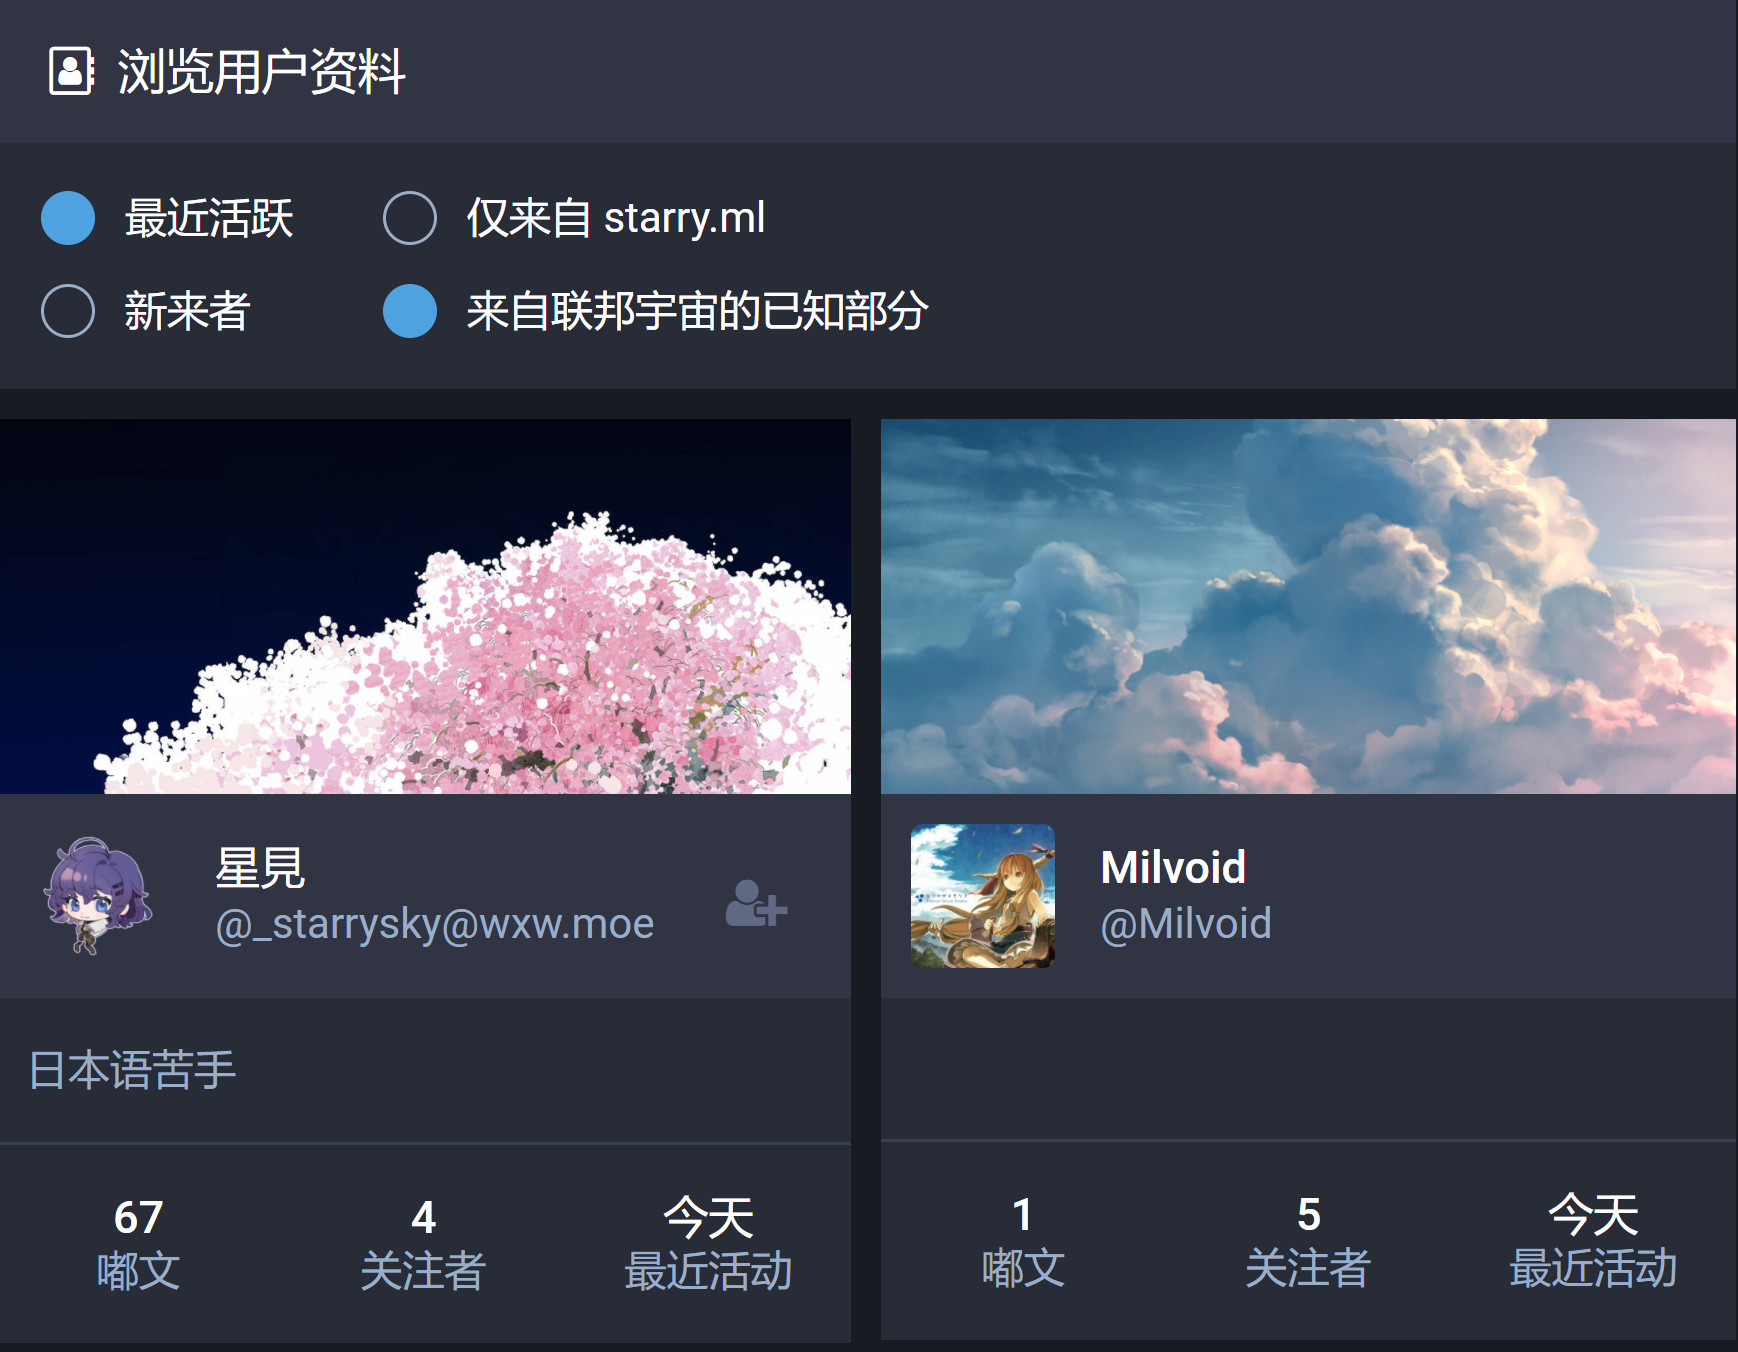 浏览用户资料
最近活跃
仅来自 starry.ml
新来者
来自联邦宇宙的已知部分
星見
@_starrysky@wxw.moe
日本语苦手
67
4
今天
嘟文
关注者
最近活动
Milvoid
@Milvoid
1
5
今天
嘟文
关注者
最近活动